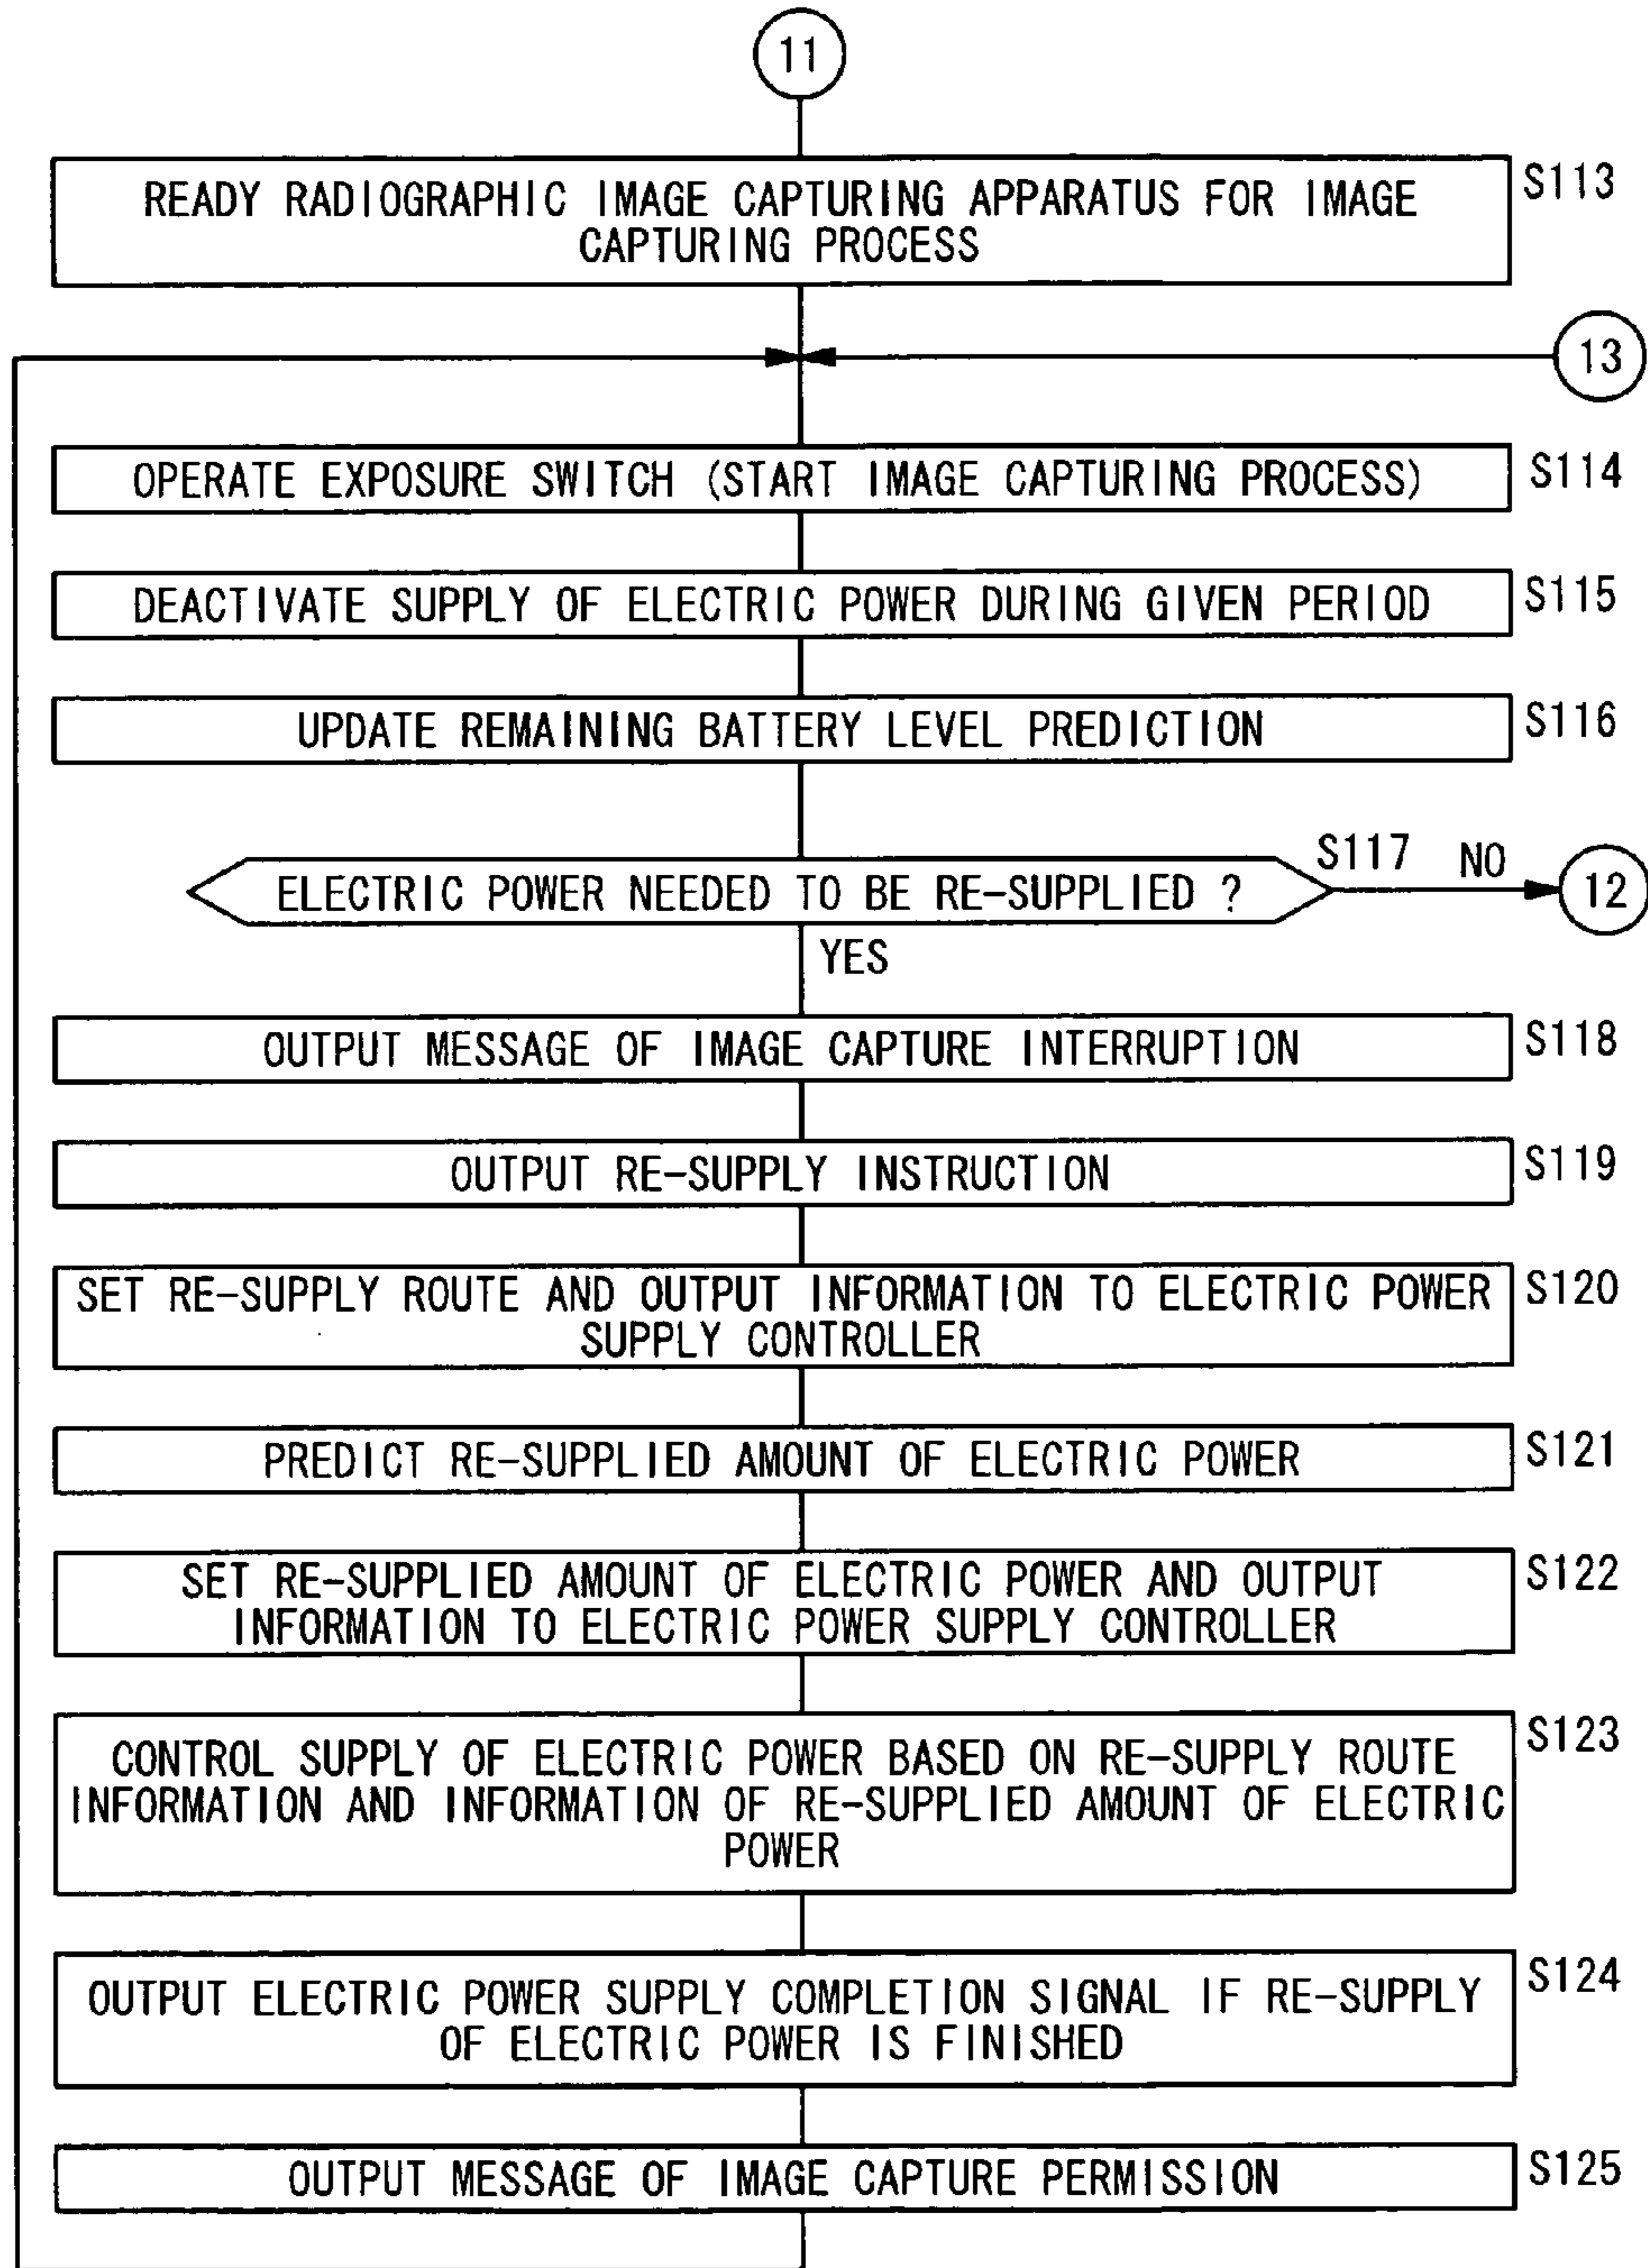 11
READY RADIOGRAPHIC IMAGE CAPTURING APPARATUS FOR IMAGE
CAPTURING PROCESS
S113
13
OPERATE EXPOSURE SWITCH (START IMAGE CAPTURING PROCESS)
S114
DEACTIVATE SUPPLY OF ELECTRIC POWER DURING GIVEN PERIOD
S115
UPDATE REMAINING BATTERY LEVEL PREDICTION
S116
ELECTRIC POWER NEEDED TO BE RE-SUPPLIED ?
S117
NO
12
YES
OUTPUT MESSAGE OF IMAGE CAPTURE INTERRUPTION
S118
OUTPUT RE-SUPPLY INSTRUCTION
S119
SET RE-SUPPLY ROUTE AND OUTPUT INFORMATION TO ELECTRIC POWER
SUPPLY CONTROLLER
S120
PREDICT RE-SUPPLIED AMOUNT OF ELECTRIC POWER
S121
SET RE-SUPPLIED AMOUNT OF ELECTRIC POWER AND OUTPUT
INFORMATION TO ELECTRIC POWER SUPPLY CONTROLLER
S122
CONTROL SUPPLY OF ELECTRIC POWER BASED ON RE-SUPPLY ROUTE
INFORMATION AND INFORMATION OF RE-SUPPLIED AMOUNT OF ELECTRIC
POWER
S123
OUTPUT ELECTRIC POWER SUPPLY COMPLETION SIGNAL IF RE-SUPPLY
OF ELECTRIC POWER IS FINISHED
S124
OUTPUT MESSAGE OF IMAGE CAPTURE PERMISSION
S125